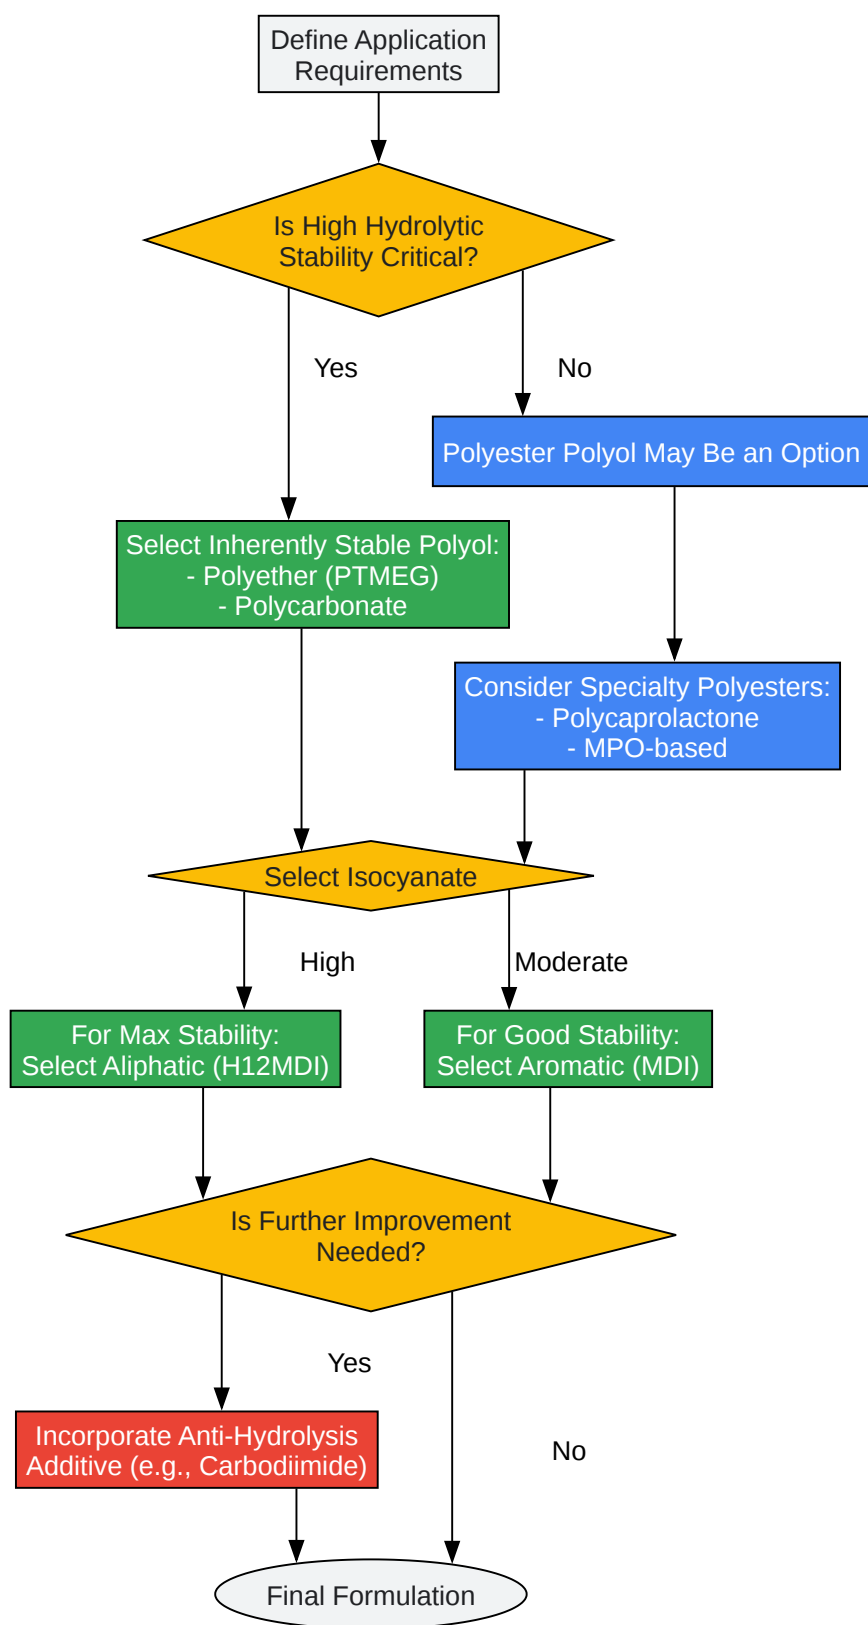 Define Application
Requirements
Is High Hydrolytic
Stability Critical?
Yes
No
Polyester Polyol May Be an Option
Select Inherently Stable Polyol:
- Polyether (PTMEG)
- Polycarbonate
Consider Specialty Polyesters:
- Polycaprolactone
- MPO-based
Select Isocyanate
High
Moderate
For Max Stability:
Select Aliphatic (H12MDI)
For Good Stability:
Select Aromatic (MDI)
Is Further Improvement
Needed?
Yes
Incorporate Anti-Hydrolysis
Additive (e.g., Carbodiimide)
No
Final Formulation